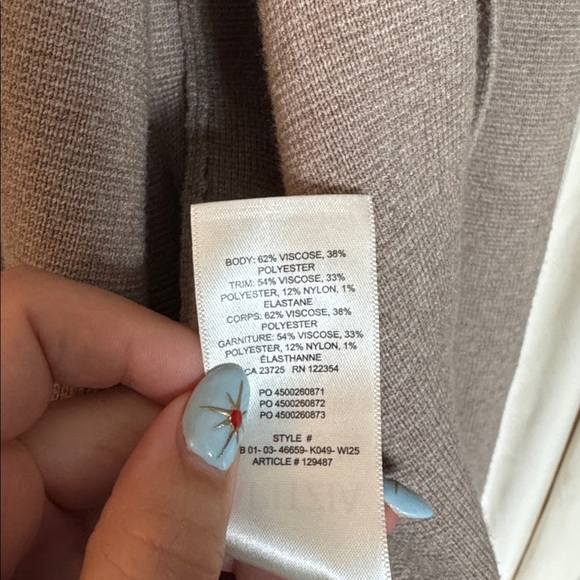 BODY: 62% VISCOSE, 38%
POLYESTER
TRIM: 54% VISCOSE, 33%
POLYESTER, 12% NYLON, 1%
ELASTANE
CORPS: 62% VISCOSE, 38%
POLYESTER
GARNITURE: 54% VISCOSE, 33%
POLYESTER, 12% NYLON, 1%
ÉLASTHANNE
CA 23725 RN 122354
PO 4500260871
PO 4500260872
PO 4500260873
STYLE #
B 01- 03- 46659- K049- WI25
ARTICLE # 129487